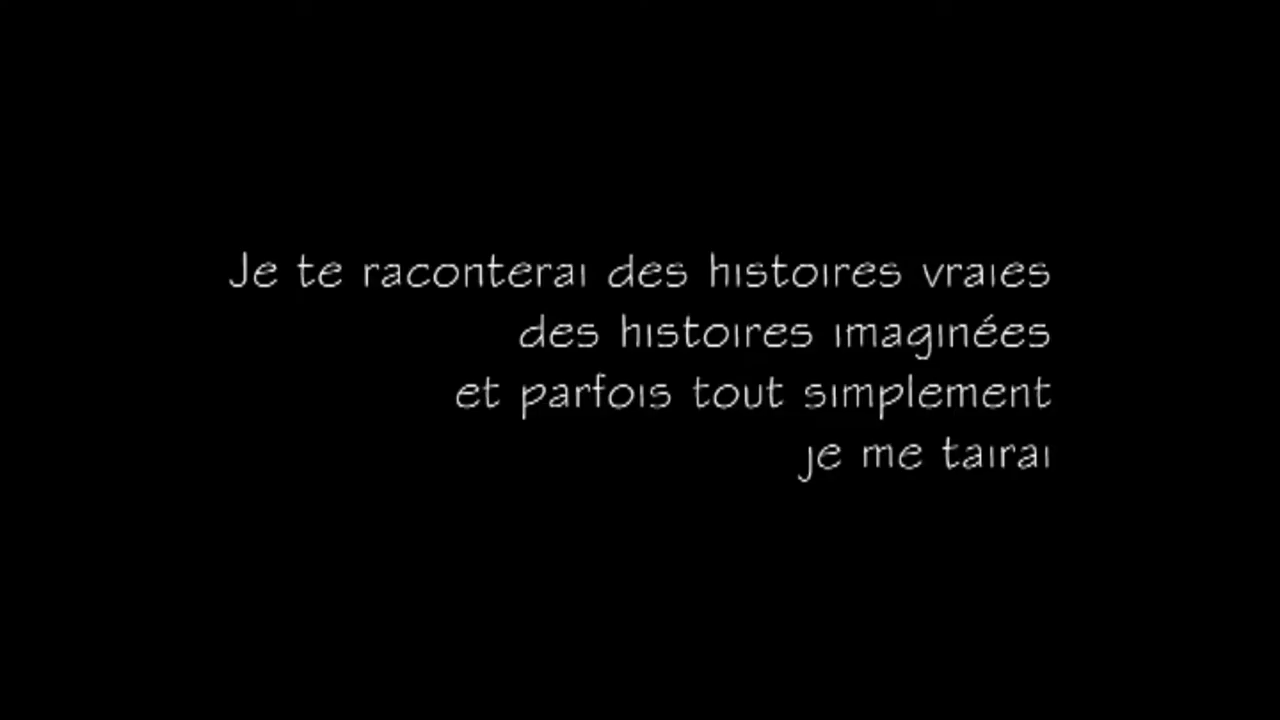 Je te raconterai des histoires vraies
des histoires imaginées
et parfois tout simplement
je me tairai